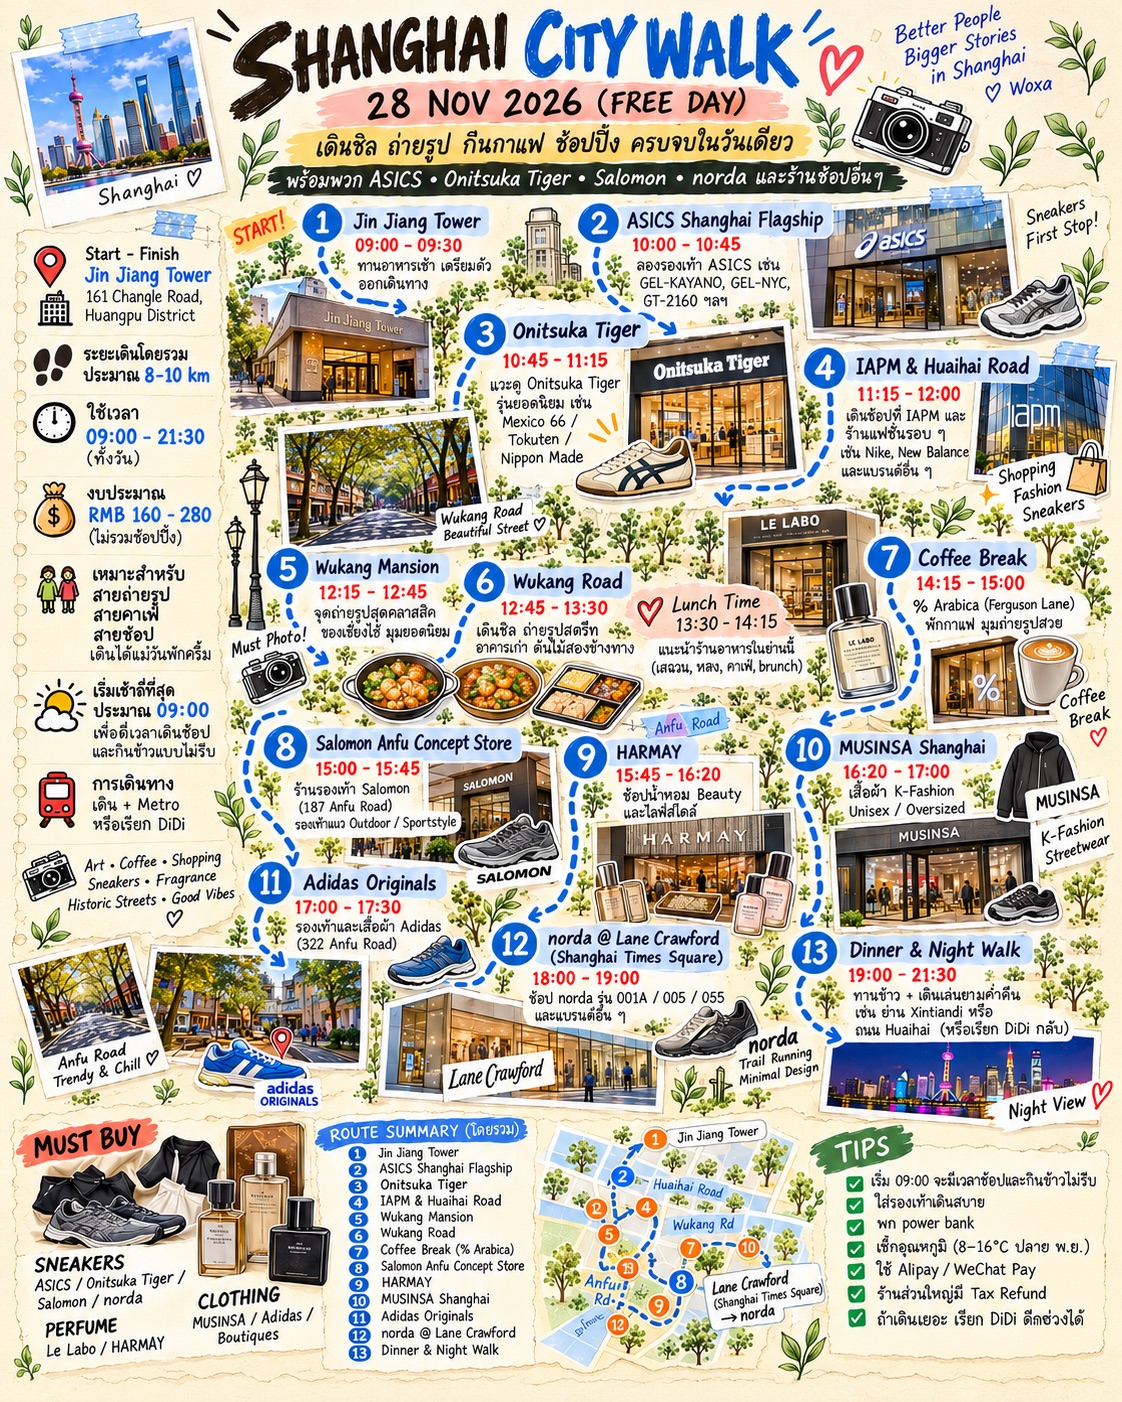 SHANGHAI CITY WALK
28 NOV 2026 (FREE DAY)
เดินชิล ถ่ายรูป กินกาแฟ ช้อปปิ้ง ครบจบในวันเดียว
พร้อมพวก ASICS • Onitsuka Tiger • Salomon • norda และร้านช้อปอื่นๆ
Better People
Bigger Stories
in Shanghai
♡ Woxa
Shanghai ♡
Start - Finish
Jin Jiang Tower
161 Changle Road,
Huangpu District
ระยะเดินโดยรวม
ประมาณ 8-10 km
ใช้เวลา
09:00 - 21:30
(ทั้งวัน)
งบประมาณ
RMB 160 - 280
(ไม่รวมช้อปปิ้ง)
เหมาะสำหรับ
สายถ่ายรูป
สายคาเฟ่
สายช้อป
เดินได้แม้วันพักครึ่ม
เริ่มเช้าดีที่สุด
ประมาณ 09:00
เพื่อมีเวลาเดินช้อป
และกินข้าวแบบไม่รีบ
การเดินทาง
เดิน + Metro
หรือเรียก DiDi
Art • Coffee • Shopping
Sneakers • Fragrance
Historic Streets • Good Vibes
START!
1 Jin Jiang Tower
09:00 - 09:30
ทานอาหารเช้า เตรียมตัว
ออกเดินทาง
Jin Jiang Tower
2 ASICS Shanghai Flagship
10:00 - 10:45
ลองรองเท้า ASICS เช่น
GEL-KAYANO, GEL-NYC,
GT-2160 ฯลฯ
asics
Sneakers
First Stop!
3 Onitsuka Tiger
10:45 - 11:15
แวะดู Onitsuka Tiger
รุ่นยอดนิยม เช่น
Mexico 66 /
Tokuten /
Nippon Made
Onitsuka Tiger
4 IAPM & Huaihai Road
11:15 - 12:00
เดินช้อปที่ IAPM และ
ร้านแฟชั่นรอบ ๆ
เช่น Nike, New Balance
และแบรนด์อื่น ๆ
iapm
Shopping
Fashion
Sneakers
Wukang Road
Beautiful Street ♡
5 Wukang Mansion
12:15 - 12:45
จุดถ่ายรูปสุดคลาสสิค
ของเซี่ยงไฮ้ มุมยอดนิยม
Must Photo!
6 Wukang Road
12:45 - 13:30
เดินชิล ถ่ายรูปสตรีท
อาคารเก่า ต้นไม้สองข้างทาง
Lunch Time
13:30 - 14:15
แนะนำร้านอาหารในย่านนี้
(เสฉวน, หลง, คาเฟ่, brunch)
LE LABO
LE LABO
7 Coffee Break
14:15 - 15:00
% Arabica (Ferguson Lane)
พักกาแฟ มุมถ่ายรูปสวย
%
Coffee
Break
Anfu Road
8 Salomon Anfu Concept Store
15:00 - 15:45
ร้านรองเท้า Salomon
(187 Anfu Road)
รองเท้าแนว Outdoor / Sportstyle
SALOMON
SALOMON
9 HARMAY
15:45 - 16:20
ช้อปน้ำหอม Beauty
และไลฟ์สไตล์
HARMAY
10 MUSINSA Shanghai
16:20 - 17:00
เสื้อผ้า K-Fashion
Unisex / Oversized
MUSINSA
MUSINSA
K-Fashion
Streetwear
11 Adidas Originals
17:00 - 17:30
รองเท้าและเสื้อผ้า Adidas
(322 Anfu Road)
Anfu Road
Trendy & Chill ♡
adidas
ORIGINALS
12 norda @ Lane Crawford
(Shanghai Times Square)
18:00 - 19:00
ช้อป norda รุ่น 001A / 005 / 055
และแบรนด์อื่น ๆ
Lane Crawford
norda
Trail Running
Minimal Design
13 Dinner & Night Walk
19:00 - 21:30
ทานข้าว + เดินเล่นยามค่ำคืน
เช่น ย่าน Xintiandi หรือ
ถนน Huaihai (หรือเรียก DiDi กลับ)
Night View
MUST BUY
SNEAKERS
ASICS / Onitsuka Tiger /
Salomon / norda
PERFUME
Le Labo / HARMAY
CLOTHING
MUSINSA / Adidas /
Boutiques
ROUTE SUMMARY (โดยรวม)
1 Jin Jiang Tower
2 ASICS Shanghai Flagship
3 Onitsuka Tiger
4 IAPM & Huaihai Road
5 Wukang Mansion
6 Wukang Road
7 Coffee Break (% Arabica)
8 Salomon Anfu Concept Store
9 HARMAY
10 MUSINSA Shanghai
11 Adidas Originals
12 norda @ Lane Crawford
13 Dinner & Night Walk
1 Jin Jiang Tower
2
Huaihai Road
12
4
Wukang Rd
5
7
10
Anfu
Rd
8
9
12
Lane Crawford
(Shanghai Times Square)
→ norda
TIPS
เริ่ม 09:00 จะมีเวลาช้อปและกินข้าวไม่รีบ
ใส่รองเท้าเดินสบาย
พก power bank
เช็กอุณหภูมิ (8-16°C ปลาย พ.ย.)
ใช้ Alipay / WeChat Pay
ร้านส่วนใหญ่มี Tax Refund
ถ้าเดินเยอะ เรียก DiDi ดีกช่วงได้